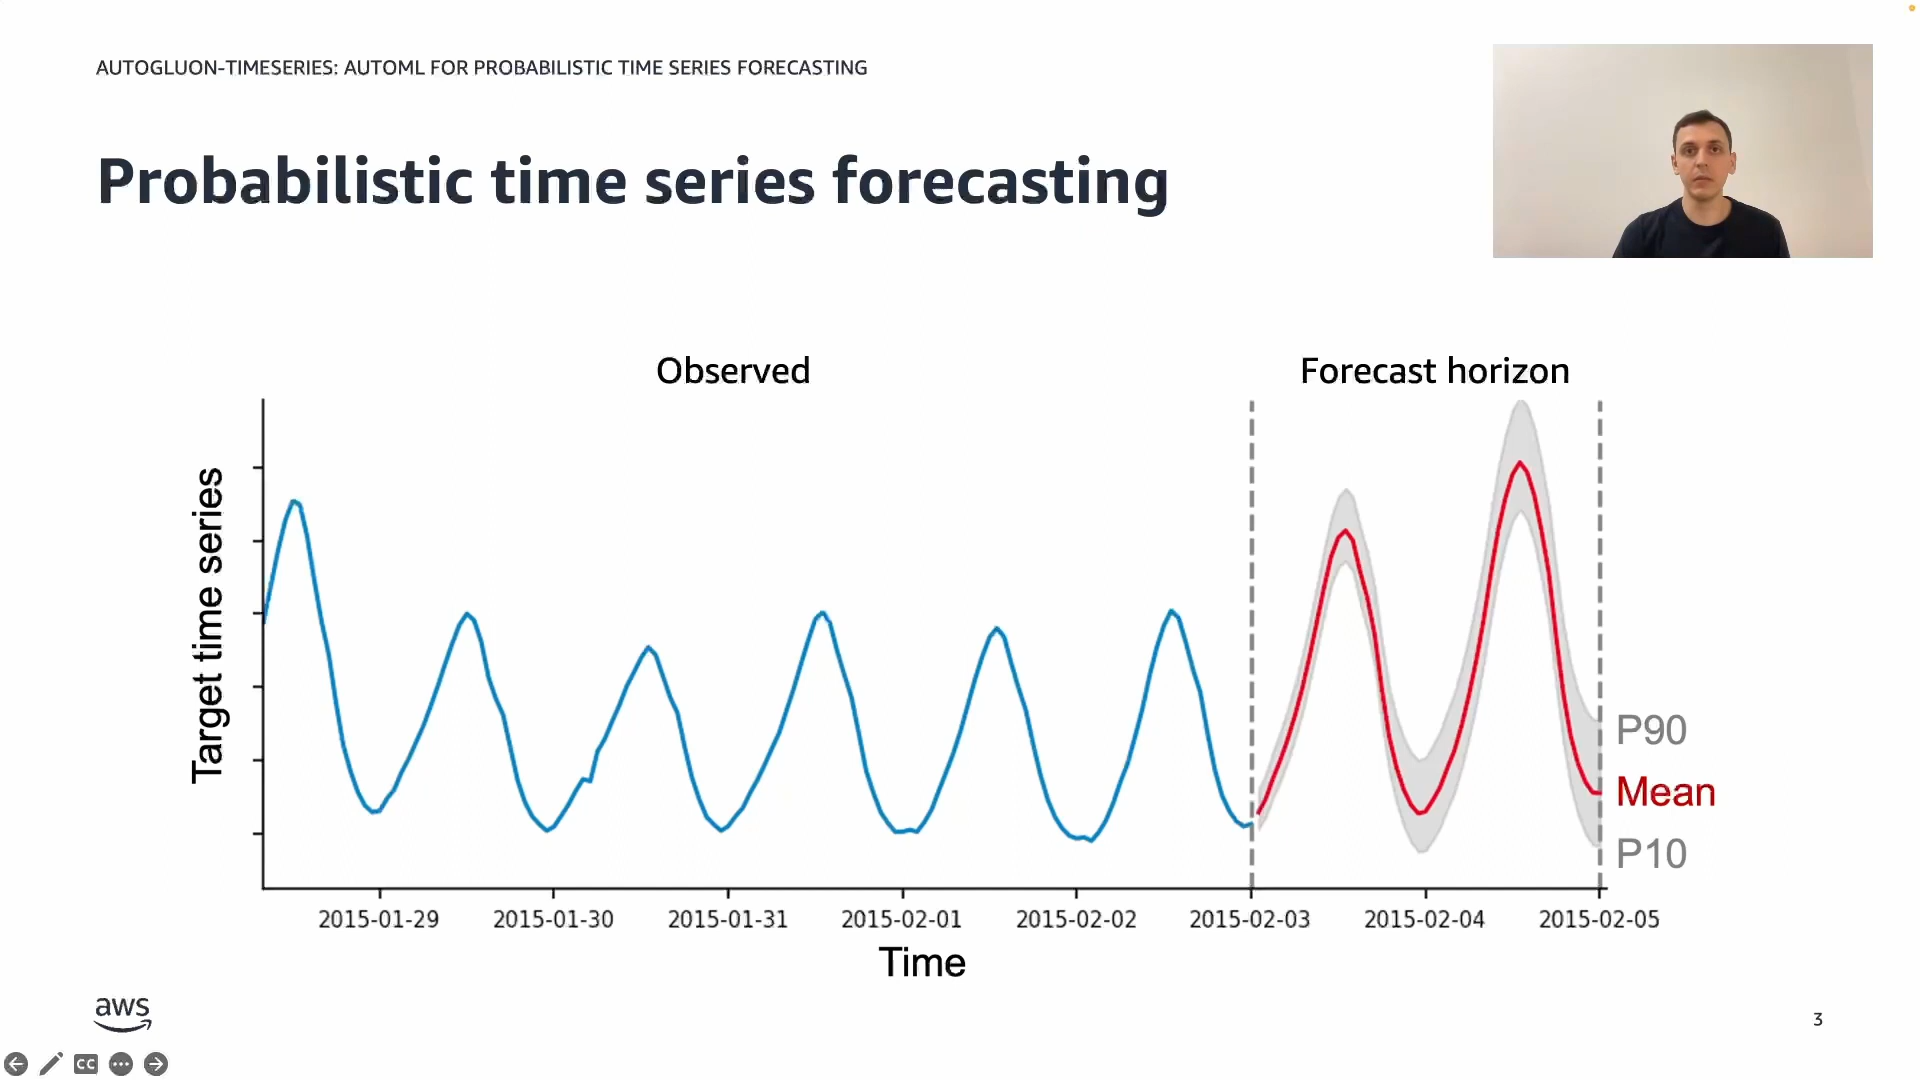 AUTOGLUON-TIMESERIES: AUTOML FOR PROBABILISTIC TIME SERIES FORECASTING
Probabilistic time series forecasting
Observed
Forecast horizon
Target time series
P90
Mean
P10
2015-01-29 2015-01-30 2015-01-31 2015-02-01 2015-02-02 2015-02-03 2015-02-04 2015-02-05
Time
aws
3
CC